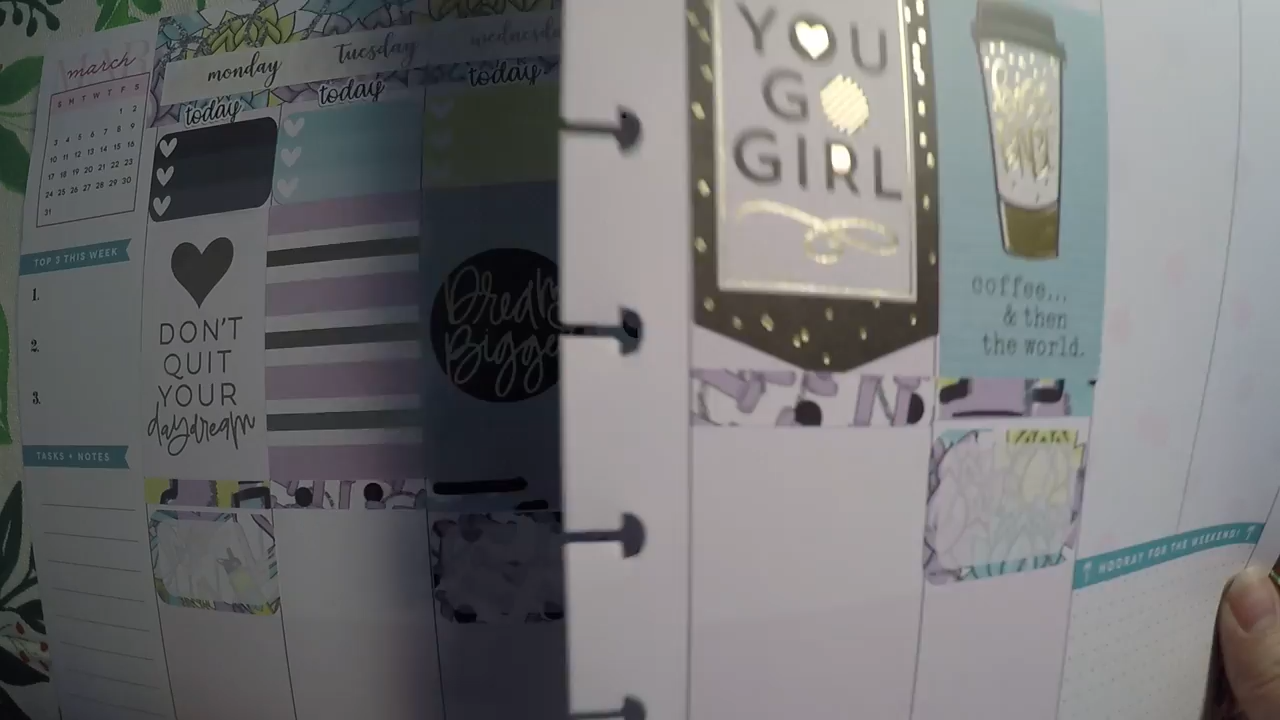 march
S M T W T F S
1 2
3 4 5 6 7 8 9
10 11 12 13 14 15 16
17 18 19 20 21 22 23
24 25 26 27 28 29 30
31
TOP 3 THIS WEEK
1.
2.
3.
TASKS + NOTES
monday
today
DON'T
QUIT
YOUR
daydream
Tuesday
today
wednesda
today
Dream
Bigge
YOU
GO
GIRL
coffee...
& then
the world.
HOORAY FOR THE WEEKEND!